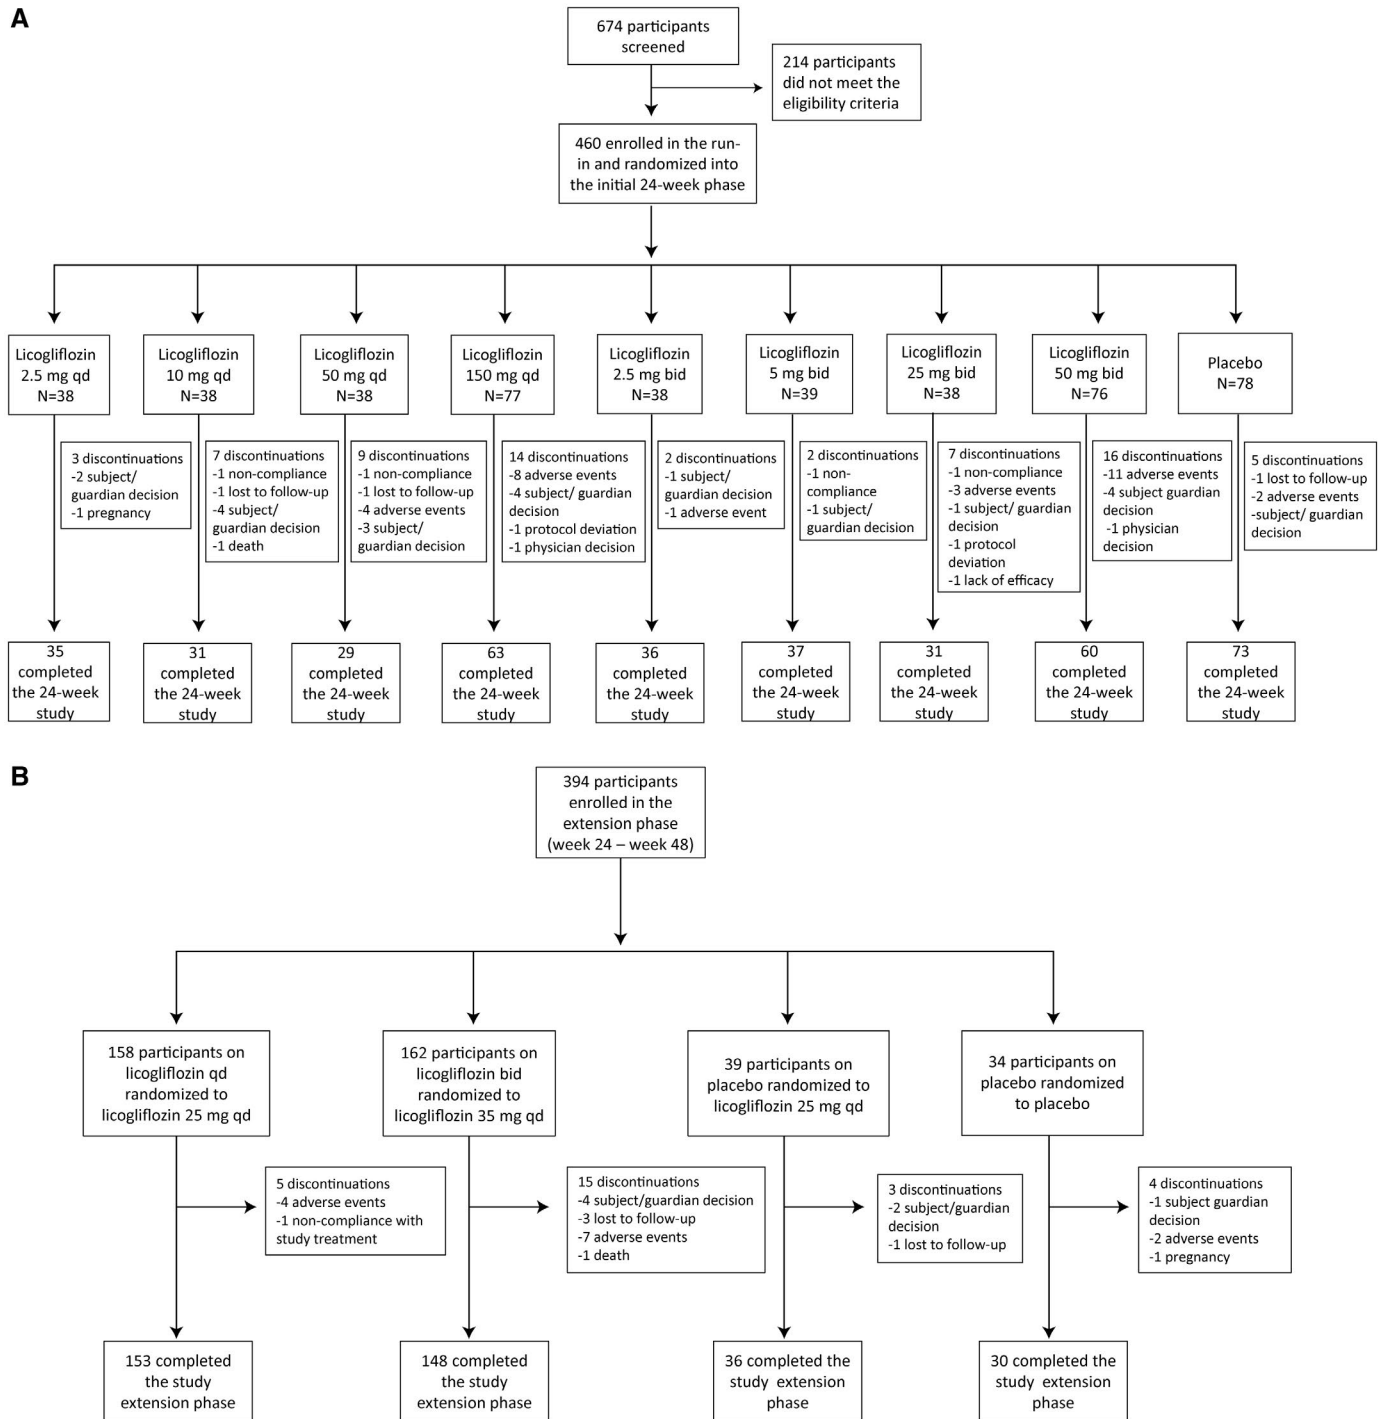 A
674 participants
screened
214 participants
did not meet the
eligibility criteria
460 enrolled in the run-
in and randomized into
the initial 24-week phase
Licogliflozin
2.5 mg qd
N=38
Licogliflozin
10 mg qd
N=38
Licogliflozin
50 mg qd
N=38
Licogliflozin
150 mg qd
N=77
Licogliflozin
2.5 mg bid
N=38
Licogliflozin
5 mg bid
N=39
Licogliflozin
25 mg bid
N=38
Licogliflozin
50 mg bid
N=76
Placebo
N=78
3 discontinuations
-2 subject/
guardian decision
-1 pregnancy
7 discontinuations
-1 non-compliance
-1 lost to follow-up
-4 subject/
guardian decision
-1 death
9 discontinuations
-1 non-compliance
-1 lost to follow-up
-4 adverse events
-3 subject/
guardian decision
14 discontinuations
-8 adverse events
-4 subject/ guardian
decision
-1 protocol deviation
-1 physician decision
2 discontinuations
-1 subject/
guardian decision
-1 adverse event
2 discontinuations
-1 non-
compliance
-1 subject/
guardian decision
7 discontinuations
-1 non-compliance
-3 adverse events
-1 subject/ guardian
decision
-1 protocol
deviation
-1 lack of efficacy
16 discontinuations
-11 adverse events
-4 subject guardian
decision
-1 physician
decision
5 discontinuations
-1 lost to follow-up
-2 adverse events
-subject/ guardian
decision
35
completed
the 24-week
study
31
completed
the 24-week
study
29
completed
the 24-week
study
63
completed
the 24-week
study
36
completed
the 24-week
study
37
completed
the 24-week
study
31
completed
the 24-week
study
60
completed
the 24-week
study
73
completed
the 24-week
study
B
394 participants
enrolled in the
extension phase
(week 24 – week 48)
158 participants on
licogliflozin qd
randomized to
licogliflozin 25 mg qd
162 participants on
licogliflozin bid
randomized to
licogliflozin 35 mg qd
39 participants on
placebo randomized to
licogliflozin 25 mg qd
34 participants on
placebo randomized
to placebo
5 discontinuations
-4 adverse events
-1 non-compliance with
study treatment
15 discontinuations
-4 subject/guardian decision
-3 lost to follow-up
-7 adverse events
-1 death
3 discontinuations
-2 subject/guardian
decision
-1 lost to follow-up
4 discontinuations
-1 subject guardian
decision
-2 adverse events
-1 pregnancy
153 completed
the study
extension phase
148 completed
the study
extension phase
36 completed the
study extension
phase
30 completed the
study extension
phase